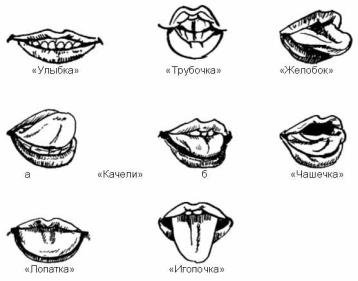 «Улыбка» «Трубочка» «Желобок»
а «Качели» б «Чашечка»
«Лопатка» «Иголочка»